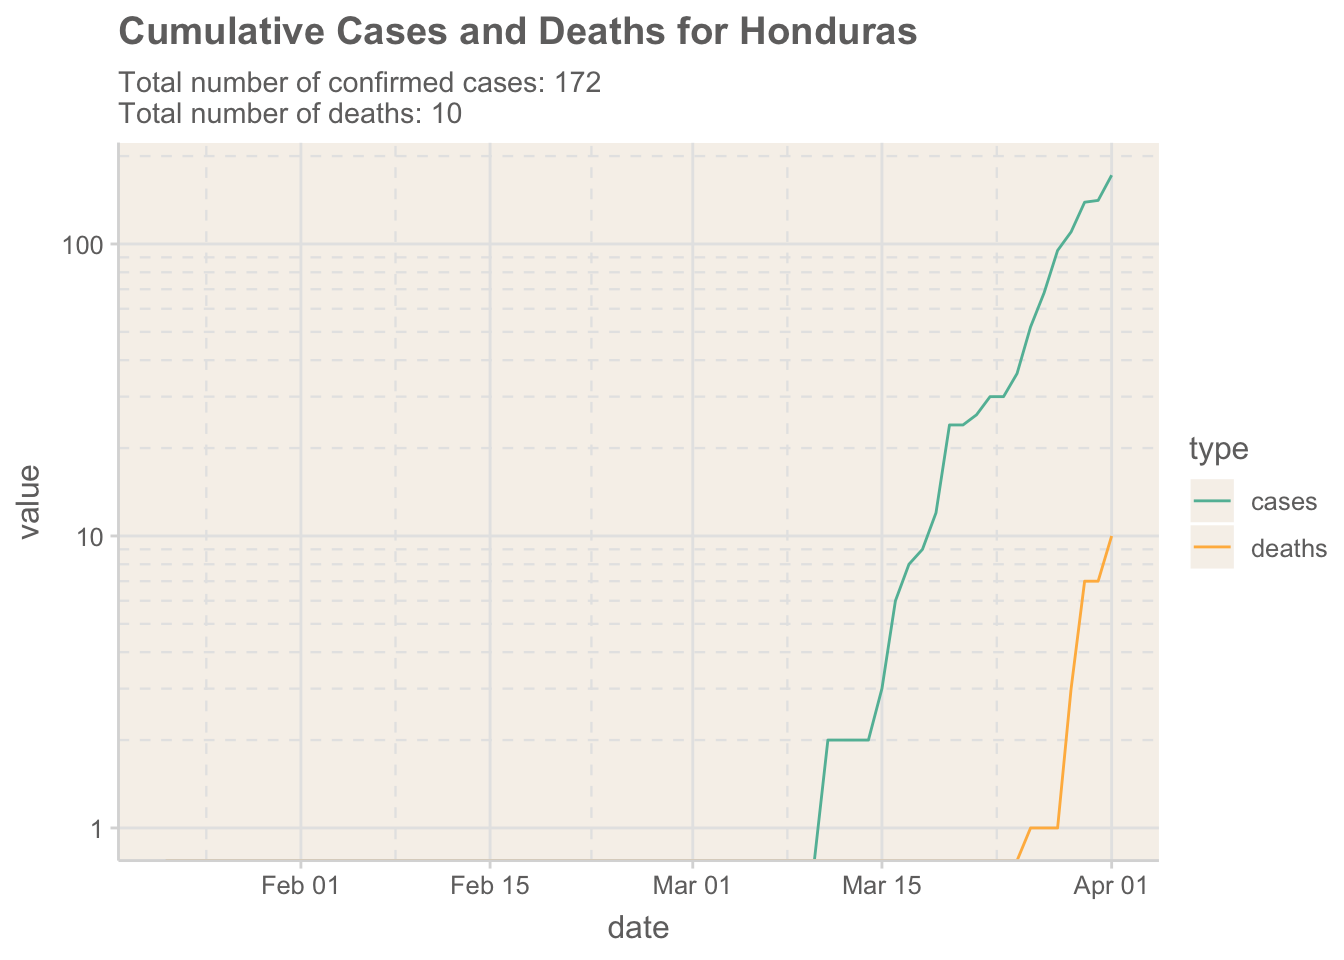 Cumulative Cases and Deaths for Honduras
Total number of confirmed cases: 172
Total number of deaths: 10
100
10
1
value
Feb 01
Feb 15
Mar 01
Mar 15
Apr 01
date
type
cases
deaths